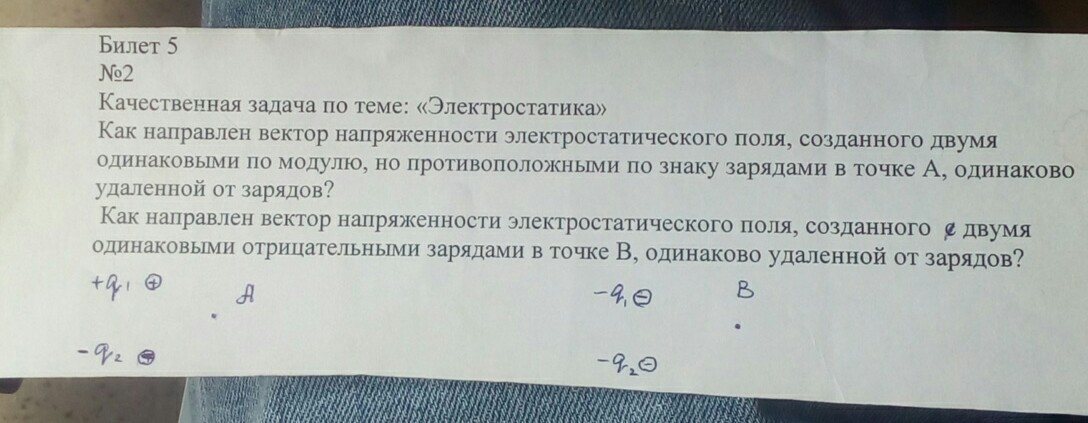 Билет 5
№2
Качественная задача по теме: «Электростатика»
Как направлен вектор напряженности электростатического поля, созданного двумя
одинаковыми по модулю, но противоположными по знаку зарядами в точке А, одинаково
удаленной от зарядов?
Как направлен вектор напряженности электростатического поля, созданного двумя
одинаковыми отрицательными зарядами в точке В, одинаково удаленной от зарядов?
+q₁ ⊕ A -q₁ ⊖ B
-q₂ ⊖ -q₂ ⊖